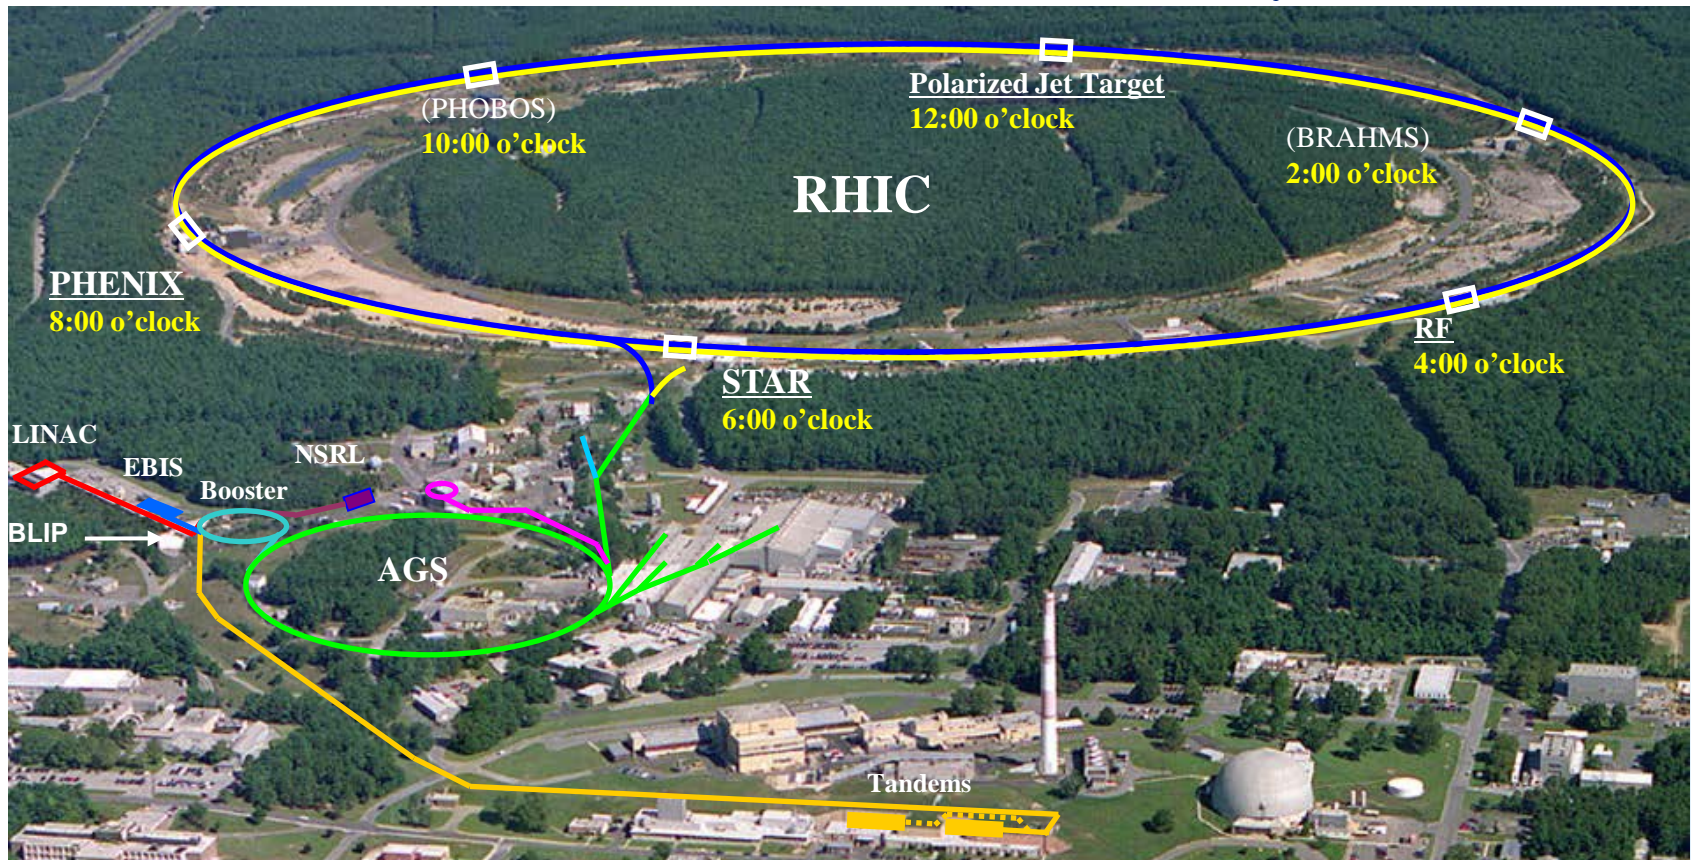 Polarized Jet Target
12:00 o’clock
(PHOBOS)
10:00 o’clock
(BRAHMS)
2:00 o’clock
RHIC
PHENIX
8:00 o’clock
RF
4:00 o’clock
STAR
6:00 o’clock
LINAC
EBIS
NSRL
Booster
BLIP
AGS
Tandems